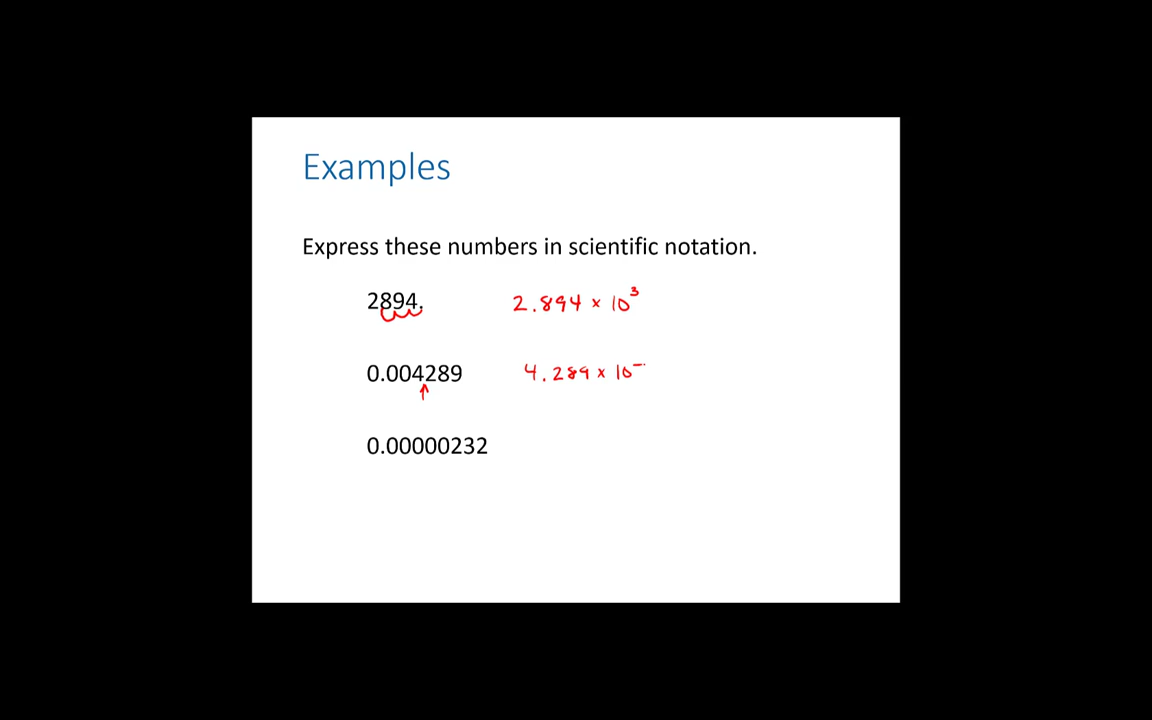 Examples
Express these numbers in scientific notation.
2894. 2.894 × 10³
0.004289 4.289 × 10⁻
0.00000232